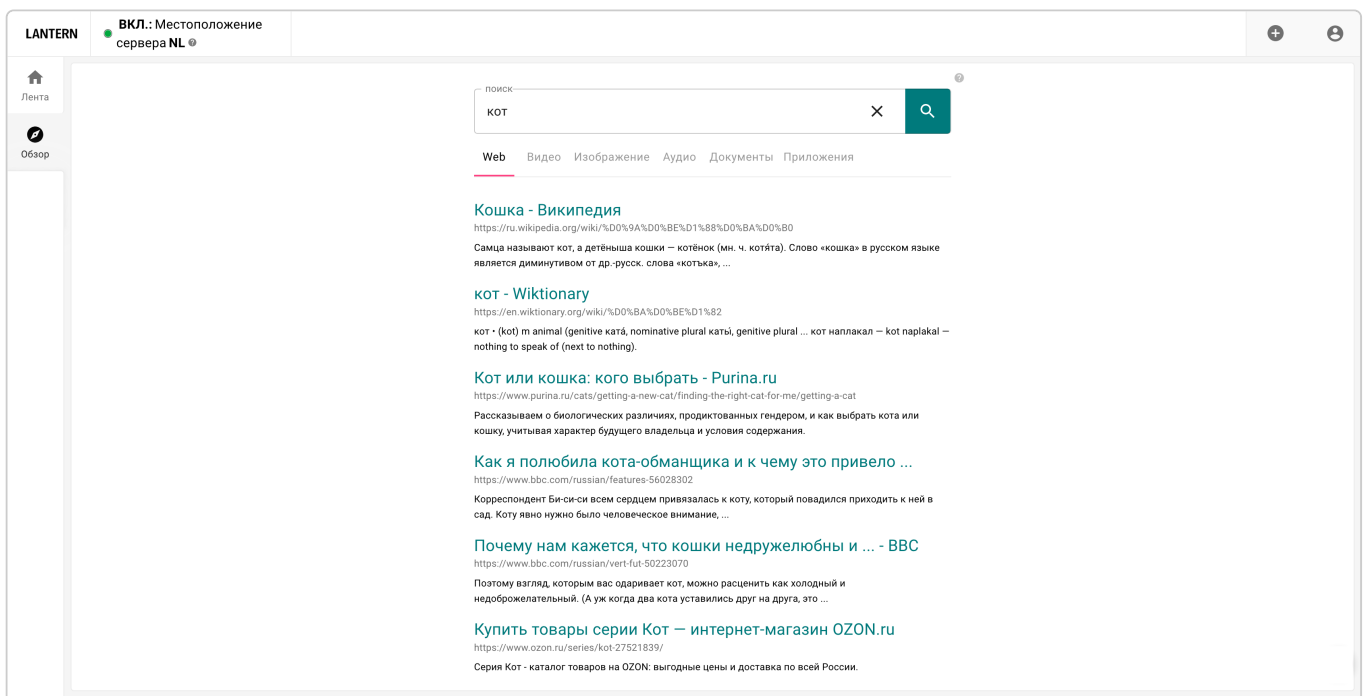 LANTERN
ВКЛ.: Местоположение
сервера NL
Лента
Обзор
поиск
кот
Web Видео Изображение Аудио Документы Приложения
Кошка - Википедия
https://ru.wikipedia.org/wiki/%D0%9A%D0%BE%D1%88%D0%BA%D0%B0
Самца называют кот, а детёныша кошки — котёнок (мн. ч. котя́та). Слово «кошка» в русском языке
является диминутивом от др.-русск. слова «котъка», ...
кот - Wiktionary
https://en.wiktionary.org/wiki/%D0%BA%D0%BE%D1%82
кот • (kot) m animal (genitive ката́, nominative plural каты́, genitive plural ... кот наплакал — kot naplakal —
nothing to speak of (next to nothing).
Кот или кошка: кого выбрать - Purina.ru
https://www.purina.ru/cats/getting-a-new-cat/finding-the-right-cat-for-me/getting-a-cat
Рассказываем о биологических различиях, продиктованных гендером, и как выбрать кота или
кошку, учитывая характер будущего владельца и условия содержания.
Как я полюбила кота-обманщика и к чему это привело ...
https://www.bbc.com/russian/features-56028302
Корреспондент Би-си-си всем сердцем привязалась к коту, который повадился приходить к ней в
сад. Коту явно нужно было человеческое внимание, ...
Почему нам кажется, что кошки недружелюбны и ... - BBC
https://www.bbc.com/russian/vert-fut-50223070
Поэтому взгляд, которым вас одаривает кот, можно расценить как холодный и
недоброжелательный. (А уж когда два кота уставились друг на друга, это ...
Купить товары серии Кот — интернет-магазин OZON.ru
https://www.ozon.ru/series/kot-27521839/
Серия Кот - каталог товаров на OZON: выгодные цены и доставка по всей России.